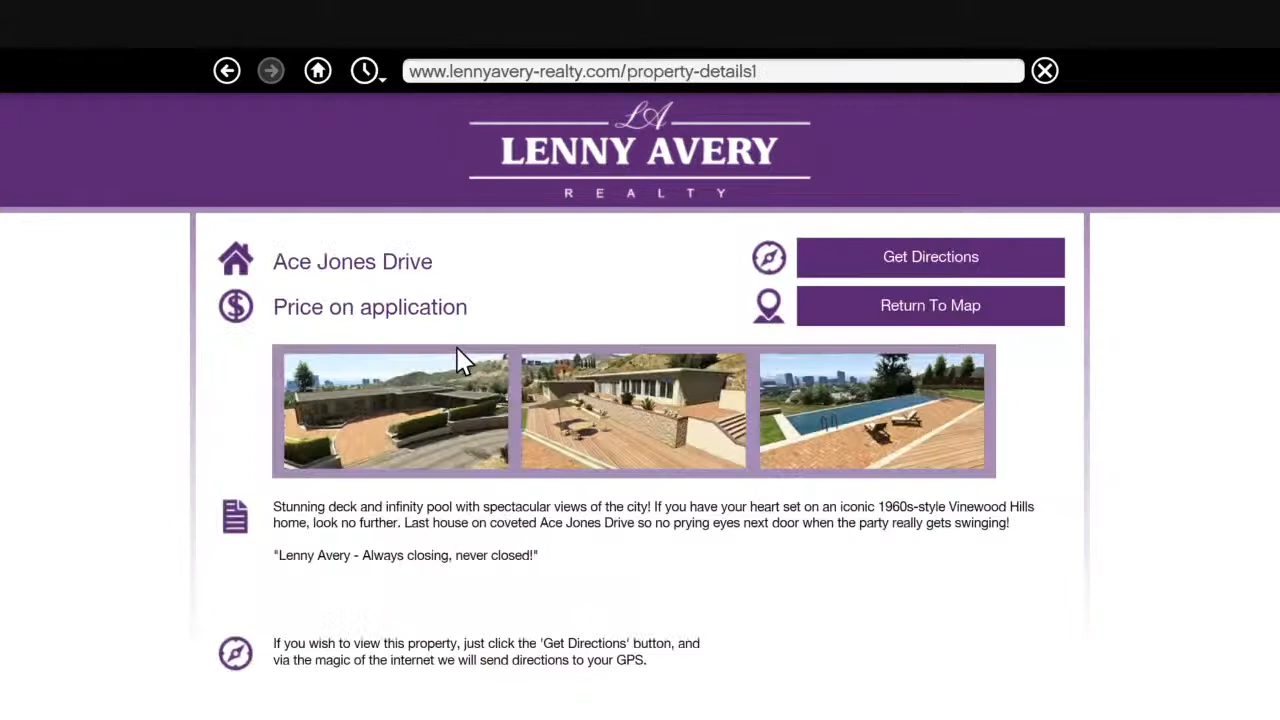 www.lennyavery-realty.com/property-details1
LA
LENNY AVERY
REALTY
Ace Jones Drive
Get Directions
Price on application
Return To Map
Stunning deck and infinity pool with spectacular views of the city! If you have your heart set on an iconic 1960s-style Vinewood Hills
home, look no further. Last house on coveted Ace Jones Drive so no prying eyes next door when the party really gets swinging!
"Lenny Avery - Always closing, never closed!"
If you wish to view this property, just click the 'Get Directions' button, and
via the magic of the internet we will send directions to your GPS.